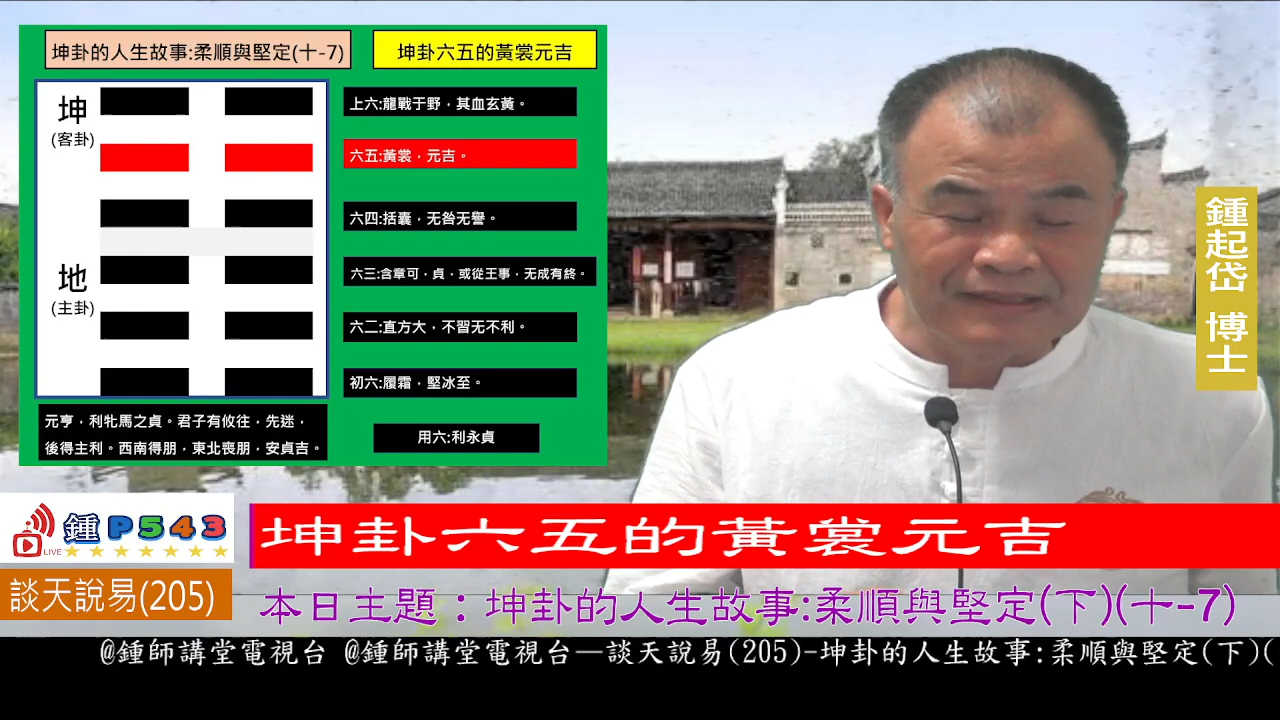 坤卦的人生故事:柔順與堅定(十-7)
坤卦六五的黃裳元吉
坤
(客卦)
地
(主卦)
上六:龍戰于野，其血玄黃。
六五:黃裳，元吉。
六四:括囊，无咎无譽。
六三:含章可，貞，或從王事，无成有終。
六二:直方大，不習无不利。
初六:履霜，堅冰至。
用六:利永貞
元亨，利牝馬之貞。君子有攸往，先迷，
後得主利。西南得朋，東北喪朋，安貞吉。
鍾起岱 博士
LIVE
鍾P543
坤卦六五的黃裳元吉
談天說易(205)
本日主題：坤卦的人生故事:柔順與堅定(下)(十-7)
@鍾師講堂電視台 @鍾師講堂電視台—談天說易(205)-坤卦的人生故事:柔順與堅定(下)(